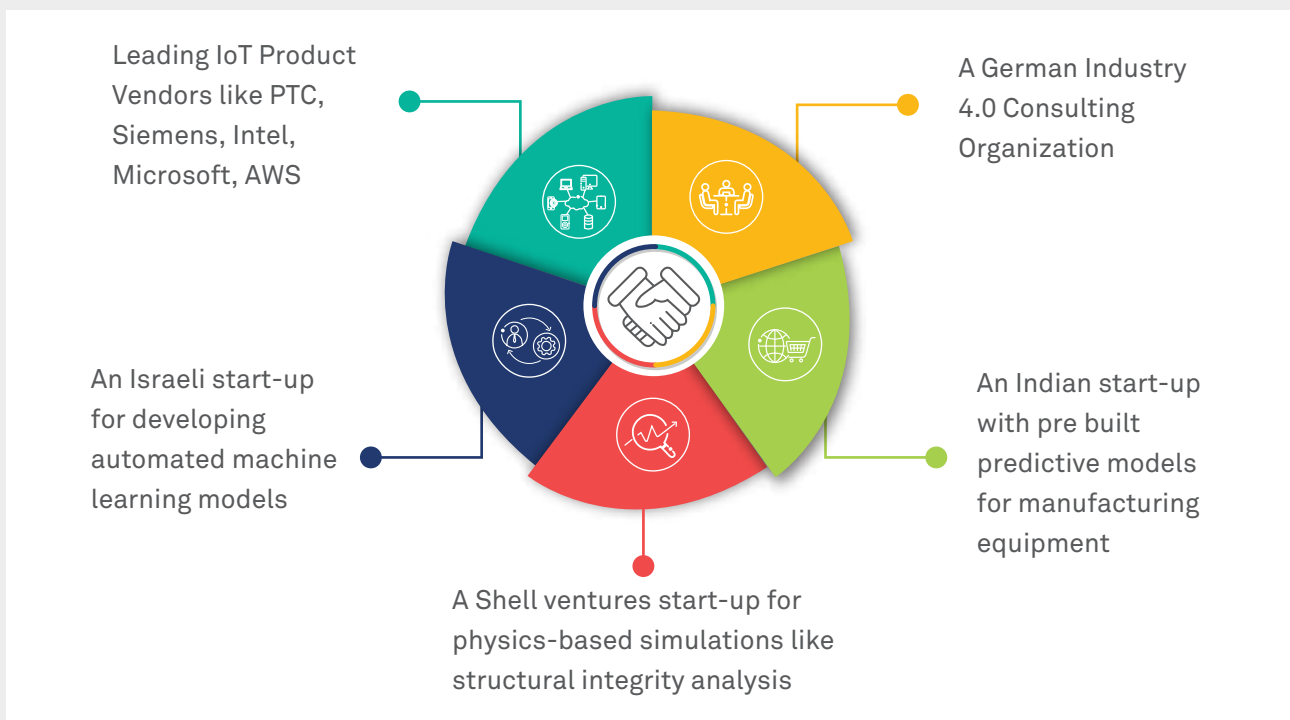 Leading IoT Product
Vendors like PTC,
Siemens, Intel,
Microsoft, AWS
A German Industry
4.0 Consulting
Organization
An Israeli start-up
for developing
automated machine
learning models
An Indian start-up
with pre built
predictive models
for manufacturing
equipment
A Shell ventures start-up for
physics-based simulations like
structural integrity analysis